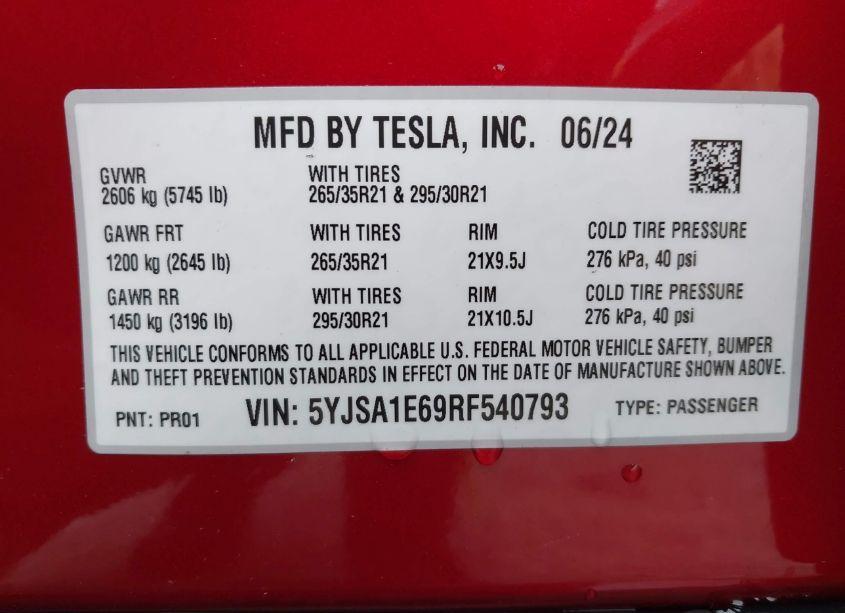 MFD BY TESLA, INC. 06/24
GVWR WITH TIRES
2606 kg (5745 lb) 265/35R21 & 295/30R21
GAWR FRT WITH TIRES RIM COLD TIRE PRESSURE
1200 kg (2645 lb) 265/35R21 21X9.5J 276 kPa, 40 psi
GAWR RR WITH TIRES RIM COLD TIRE PRESSURE
1450 kg (3196 lb) 295/30R21 21X10.5J 276 kPa, 40 psi
THIS VEHICLE CONFORMS TO ALL APPLICABLE U.S. FEDERAL MOTOR VEHICLE SAFETY, BUMPER
AND THEFT PREVENTION STANDARDS IN EFFECT ON THE DATE OF MANUFACTURE SHOWN ABOVE.
PNT: PR01 VIN: 5YJSA1E69RF540793 TYPE: PASSENGER